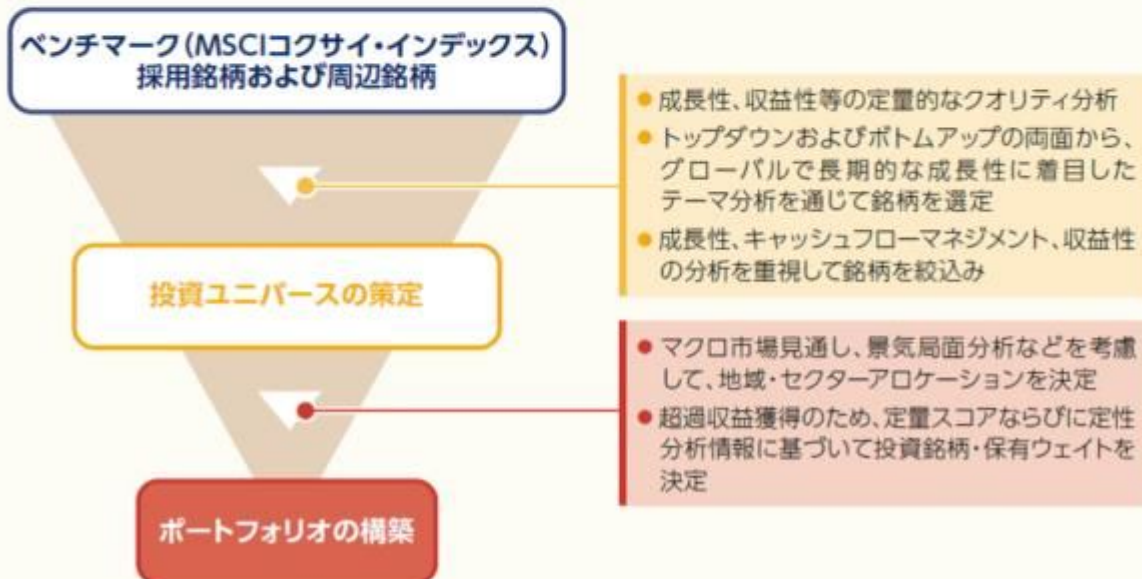 ベンチマーク(MSCIコクサイ・インデックス)
採用銘柄および周辺銘柄
● 成長性、収益性等の定量的なクオリティ分析
● トップダウンおよびボトムアップの両面から、
グローバルで長期的な成長性に着目した
テーマ分析を通じて銘柄を選定
● 成長性、キャッシュフローマネジメント、収益性
の分析を重視して銘柄を絞込み
投資ユニバースの策定
● マクロ市場見通し、景気局面分析などを考慮
して、地域・セクターアロケーションを決定
● 超過収益獲得のため、定量スコアならびに定性
分析情報に基づいて投資銘柄・保有ウェイトを
決定
ポートフォリオの構築